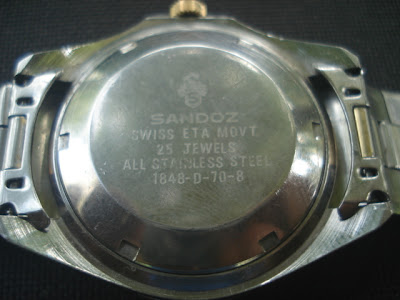 SANDOZ
SWISS ETA MOVT
25 JEWELS
ALL STAINLESS STEEL
1848-D-70-8